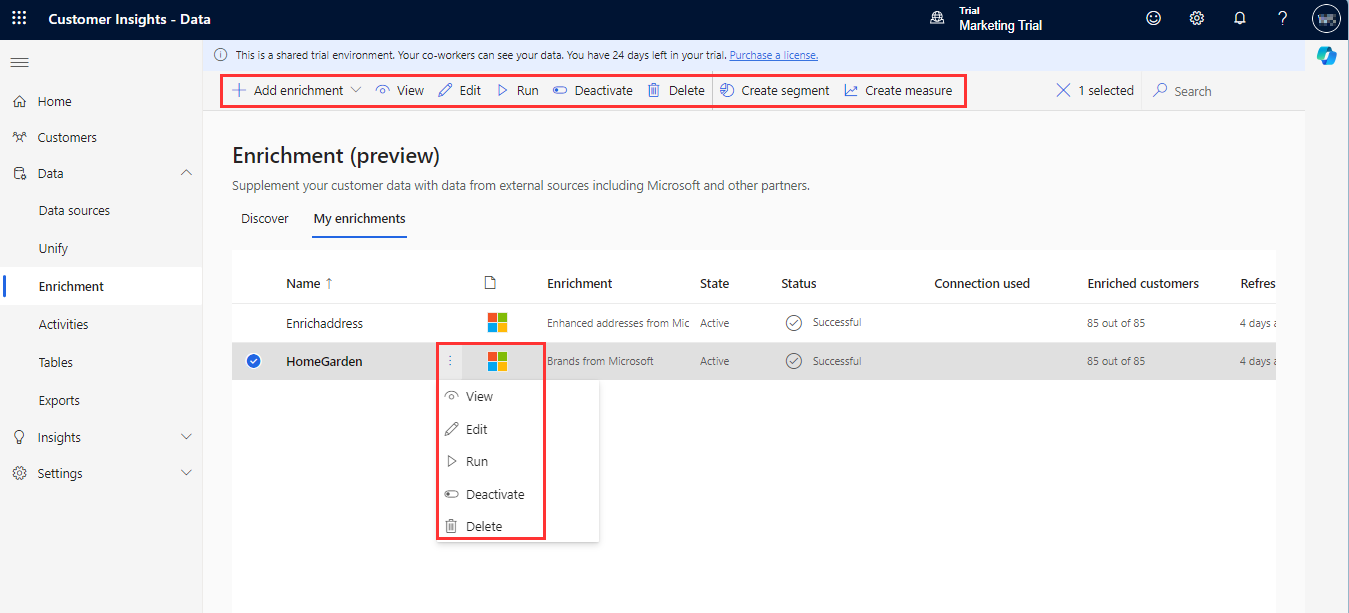 Customer Insights - Data
Trial
Marketing Trial
?
This is a shared trial environment. Your co-workers can see your data. You have 24 days left in your trial. Purchase a license.
Add enrichment View Edit Run Deactivate Delete Create segment Create measure 1 selected Search
Home
Customers
Data
Data sources
Unify
Enrichment
Activities
Tables
Exports
Insights
Settings
Enrichment (preview)
Supplement your customer data with data from external sources including Microsoft and other partners.
Discover My enrichments
Name ↑ Enrichment State Status Connection used Enriched customers Refres
Enrichaddress Enhanced addresses from Mic Active Successful 85 out of 85 4 days a
HomeGarden Brands from Microsoft Active Successful 85 out of 85 4 days a
View
Edit
Run
Deactivate
Delete